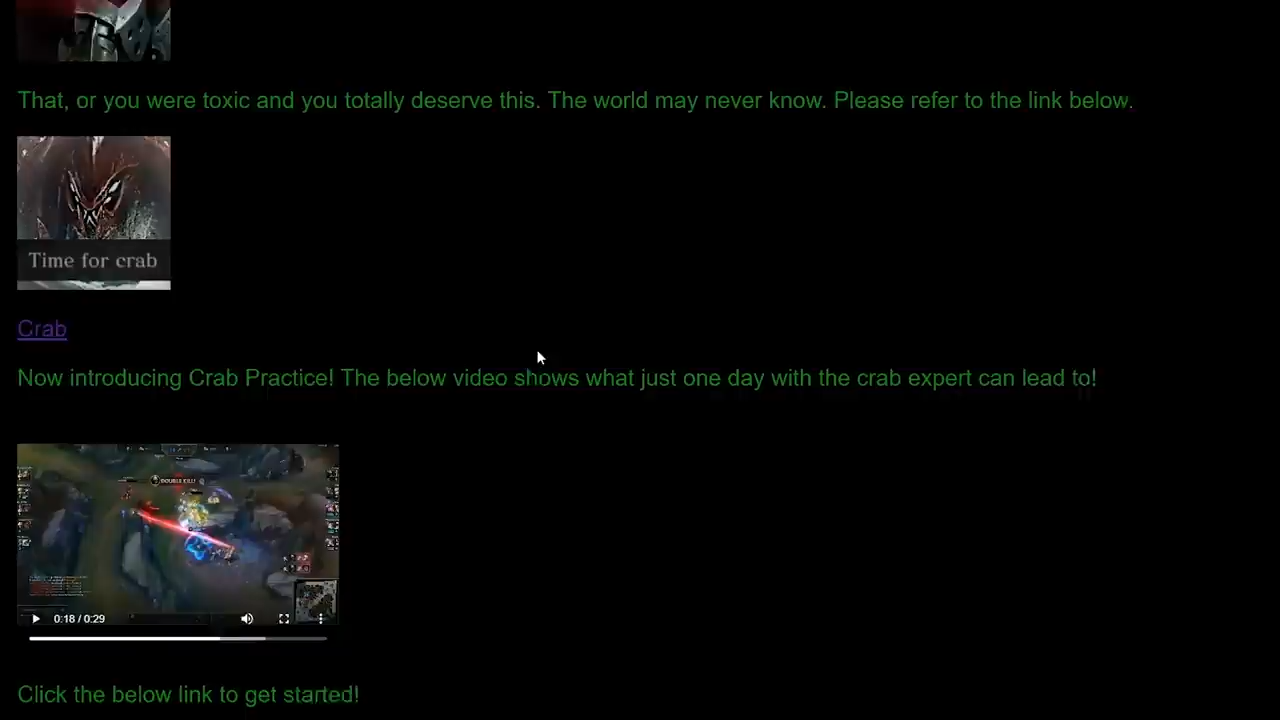 That, or you were toxic and you totally deserve this. The world may never know. Please refer to the link below.
Time for crab
Crab
Now introducing Crab Practice! The below video shows what just one day with the crab expert can lead to!
DOUBLE KILL!
0:18 / 0:29
Click the below link to get started!